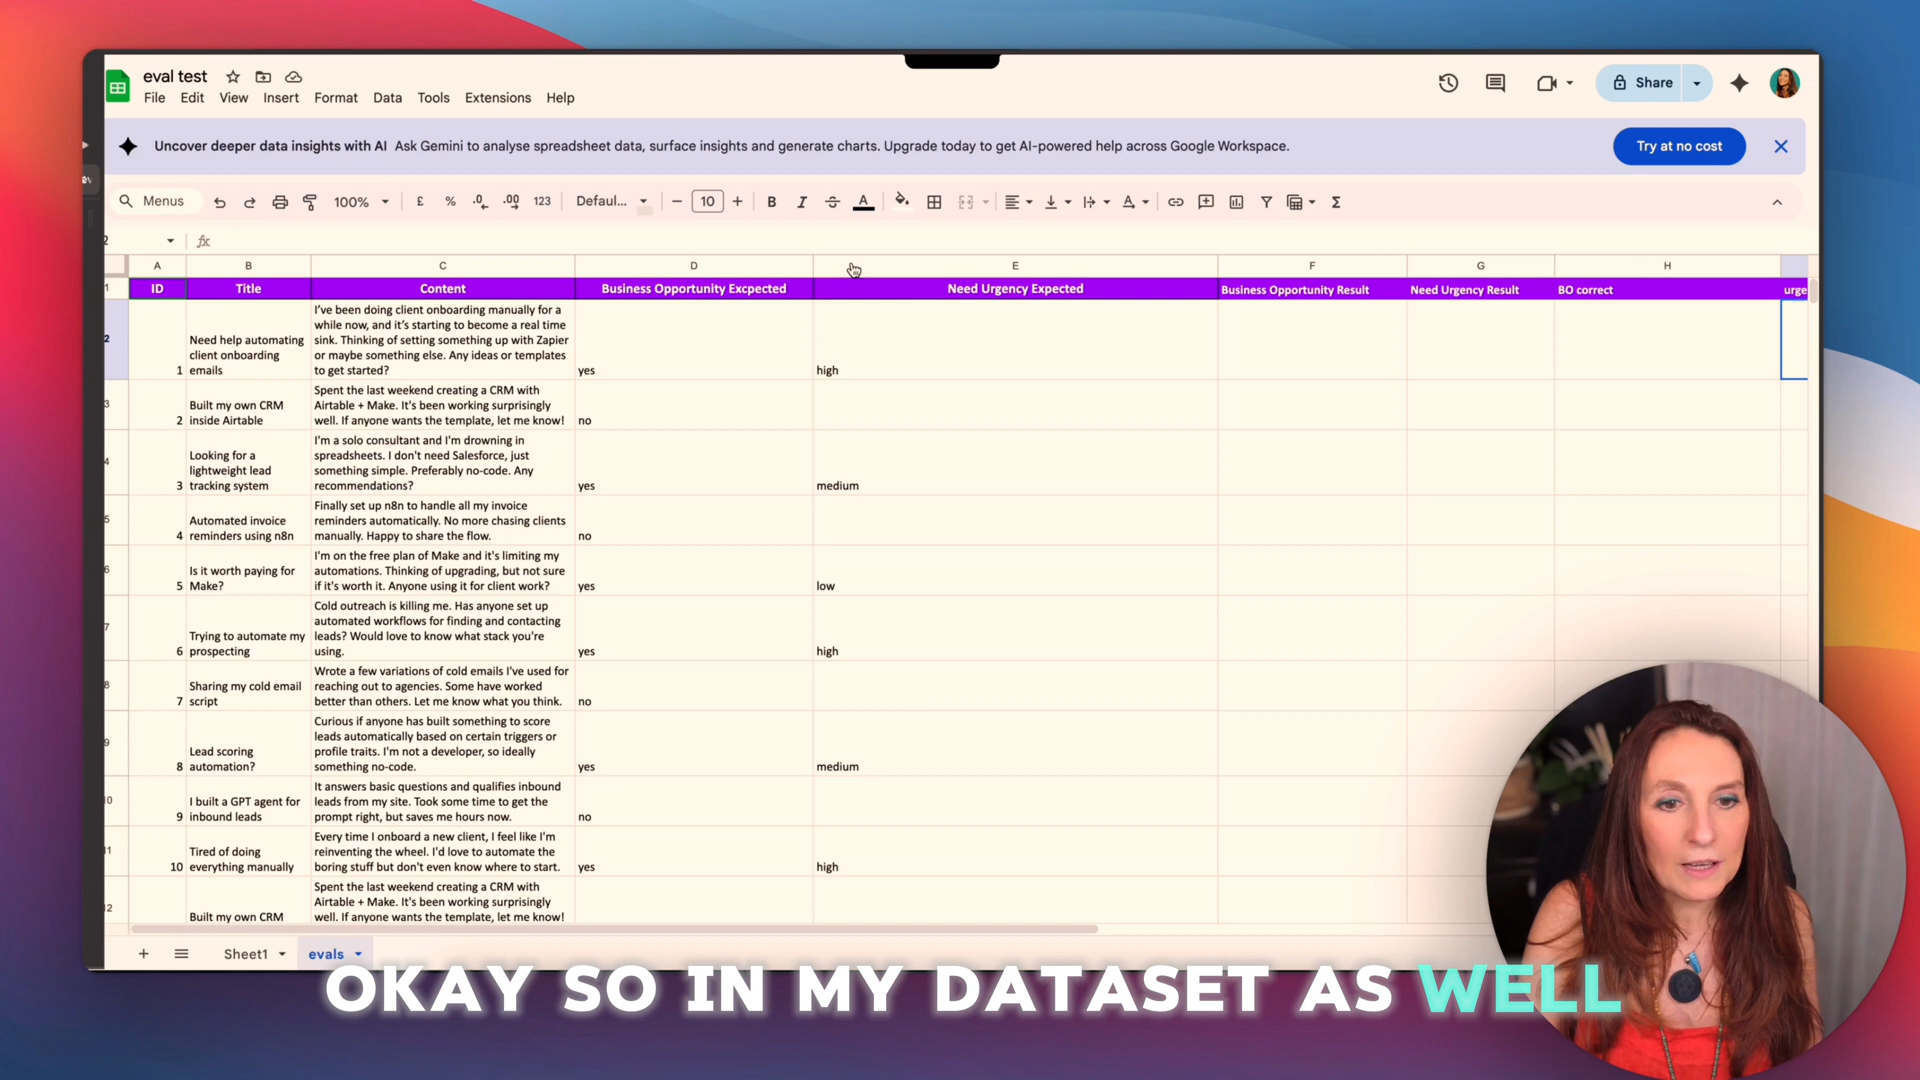 eval test
File Edit View Insert Format Data Tools Extensions Help
Share
Uncover deeper data insights with AI Ask Gemini to analyse spreadsheet data, surface insights and generate charts. Upgrade today to get AI-powered help across Google Workspace.
Try at no cost
Menus 100% £ % .0 .00 123 Defaul... 10 B I S A
fx
A B C D E F G H
1 ID Title Content Business Opportunity Excpected Need Urgency Expected Business Opportunity Result Need Urgency Result BO correct urge
I've been doing client onboarding manually for a
while now, and it's starting to become a real time
2 Need help automating sink. Thinking of setting something up with Zapier
client onboarding or maybe something else. Any ideas or templates
1 emails to get started? yes high
Spent the last weekend creating a CRM with
3 Built my own CRM Airtable + Make. It's been working surprisingly
2 inside Airtable well. If anyone wants the template, let me know! no
I'm a solo consultant and I'm drowning in
4 Looking for a spreadsheets. I don't need Salesforce, just
lightweight lead something simple. Preferably no-code. Any
3 tracking system recommendations? yes medium
Finally set up n8n to handle all my invoice
5 Automated invoice reminders automatically. No more chasing clients
4 reminders using n8n manually. Happy to share the flow. no
I'm on the free plan of Make and it's limiting my
6 Is it worth paying for automations. Thinking of upgrading, but not sure
5 Make? if it's worth it. Anyone using it for client work? yes low
Cold outreach is killing me. Has anyone set up
7 automated workflows for finding and contacting
Trying to automate my leads? Would love to know what stack you're
6 prospecting using. yes high
Wrote a few variations of cold emails I've used for
8 Sharing my cold email reaching out to agencies. Some have worked
7 script better than others. Let me know what you think. no
Curious if anyone has built something to score
9 leads automatically based on certain triggers or
Lead scoring profile traits. I'm not a developer, so ideally
8 automation? something no-code. yes medium
It answers basic questions and qualifies inbound
10 I built a GPT agent for leads from my site. Took some time to get the
9 inbound leads prompt right, but saves me hours now. no
Every time I onboard a new client, I feel like I'm
11 Tired of doing reinventing the wheel. I'd love to automate the
10 everything manually boring stuff but don't even know where to start. yes high
Spent the last weekend creating a CRM with
12 Airtable + Make. It's been working surprisingly
Built my own CRM well. If anyone wants the template, let me know!
Sheet1 evals
OKAY SO IN MY DATASET AS WELL